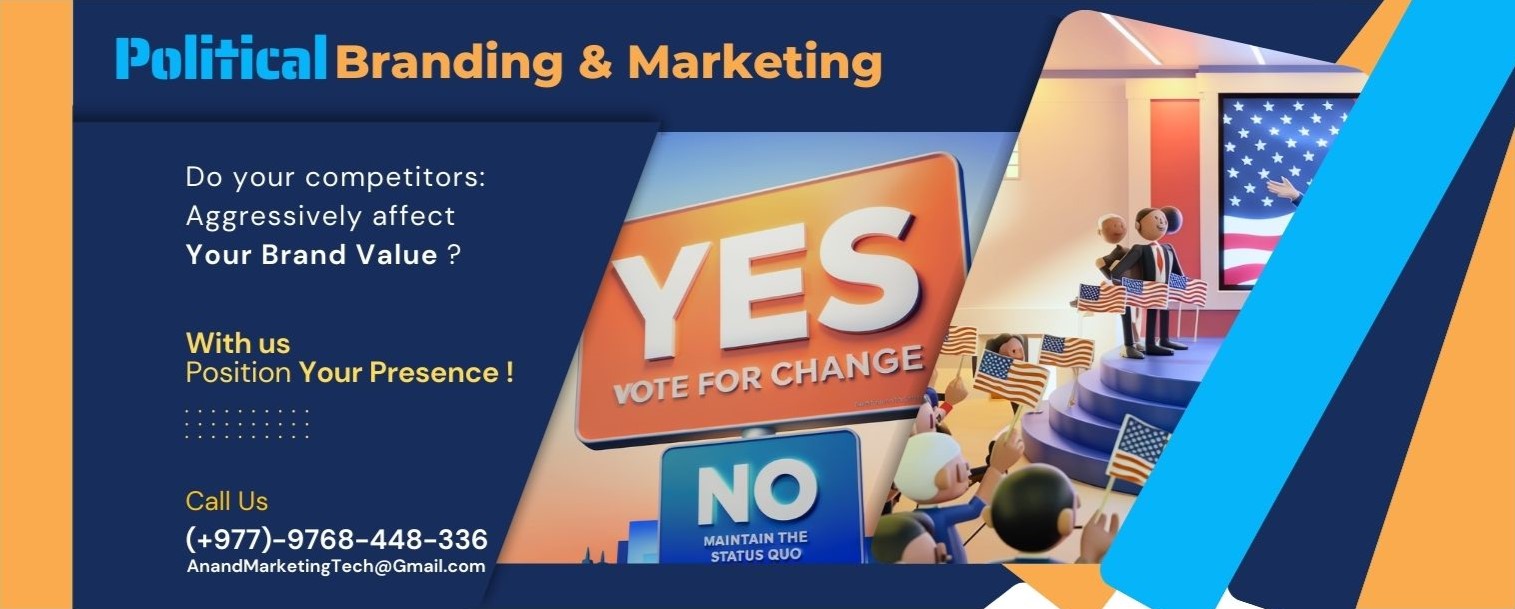 Political Branding & Marketing
Do your competitors:
Aggressively affect
Your Brand Value ?
With us
Position Your Presence !
Call Us
(+977)-9768-448-336
AnandMarketingTech@Gmail.com
YES
VOTE FOR CHANGE
NO
MAINTAIN THE
STATUS QUO